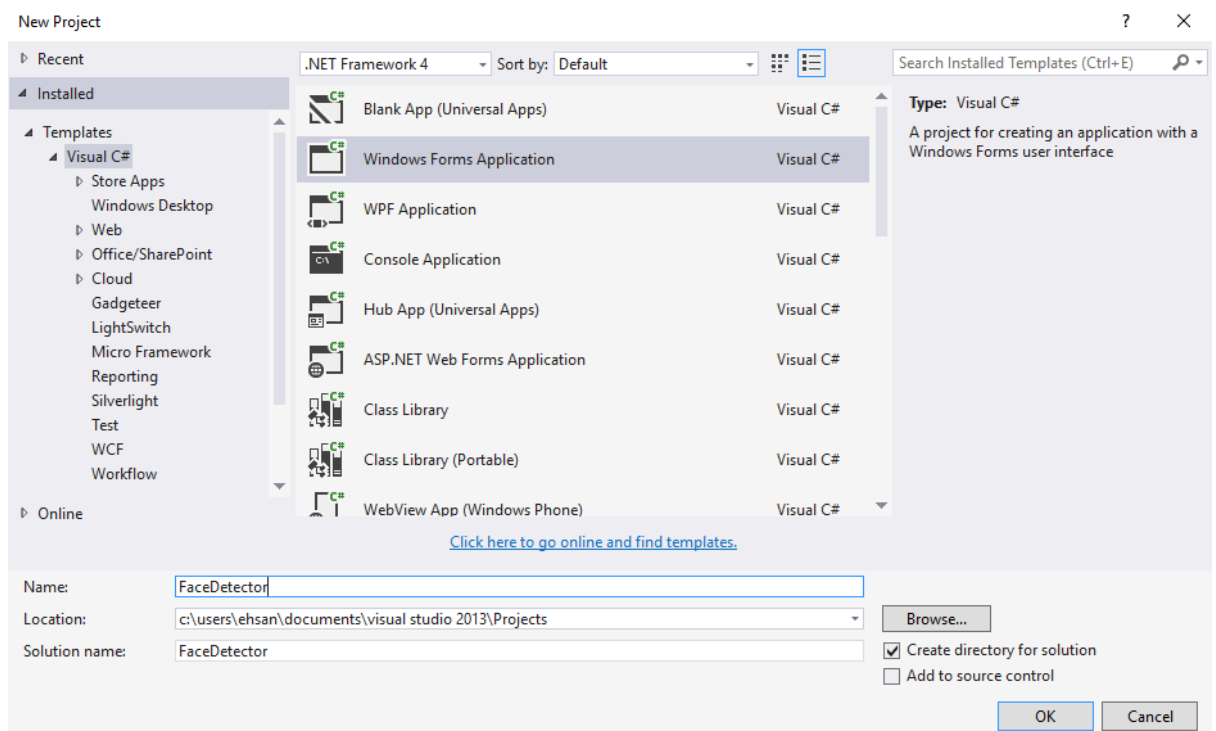 New Project
?
Recent
.NET Framework 4
Sort by:
Default
Search Installed Templates (Ctrl+E)
Installed
Templates
Visual C#
Store Apps
Windows Desktop
Web
Office/SharePoint
Cloud
Gadgeteer
LightSwitch
Micro Framework
Reporting
Silverlight
Test
WCF
Workflow
Online
C# Blank App (Universal Apps) Visual C#
C# Windows Forms Application Visual C#
C# WPF Application Visual C#
C# C:\ Console Application Visual C#
C# Hub App (Universal Apps) Visual C#
C# ASP.NET Web Forms Application Visual C#
C# Class Library Visual C#
C# Class Library (Portable) Visual C#
C# WebView App (Windows Phone) Visual C#
Type: Visual C#
A project for creating an application with a
Windows Forms user interface
Click here to go online and find templates.
Name: FaceDetector
Location: c:\users\ehsan\documents\visual studio 2013\Projects
Browse...
Solution name: FaceDetector
Create directory for solution
Add to source control
OK
Cancel